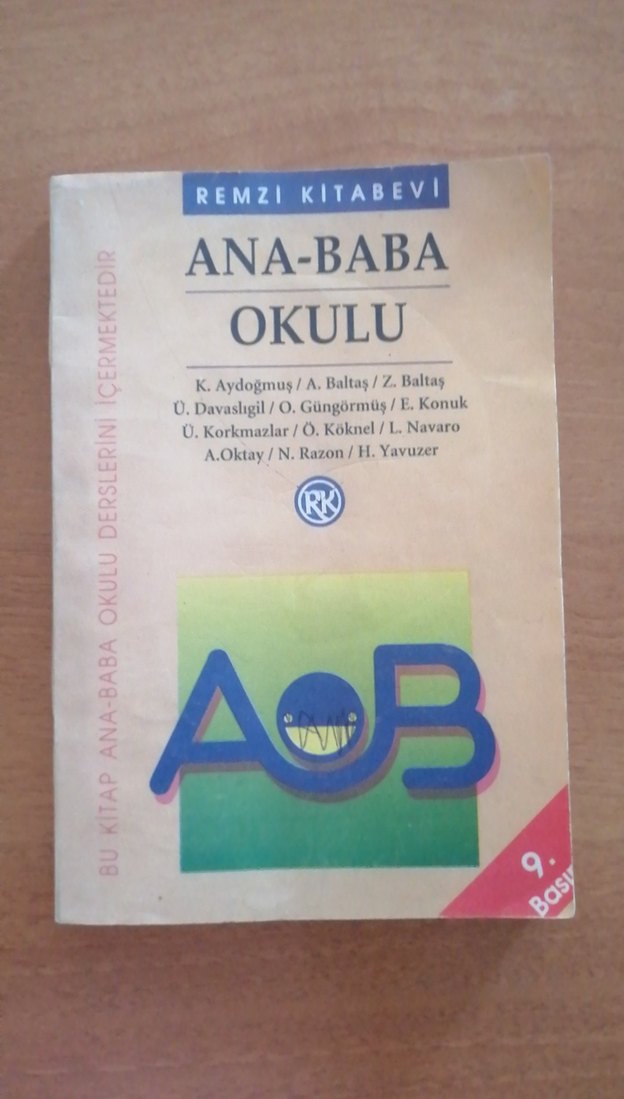 REMZİ KİTABEVİ
ANA-BABA
OKULU
K. Aydoğmuş / A. Baltaş / Z. Baltaş
Ü. Davaslıgil / O. Güngörmüş / E. Konuk
Ü. Korkmazlar / Ö. Köknel / L. Navaro
A.Oktay / N. Razon / H. Yavuzer
RK
BU KİTAP ANA-BABA OKULU DERSLERİNİ İÇERMEKTEDİR
AOB
9.